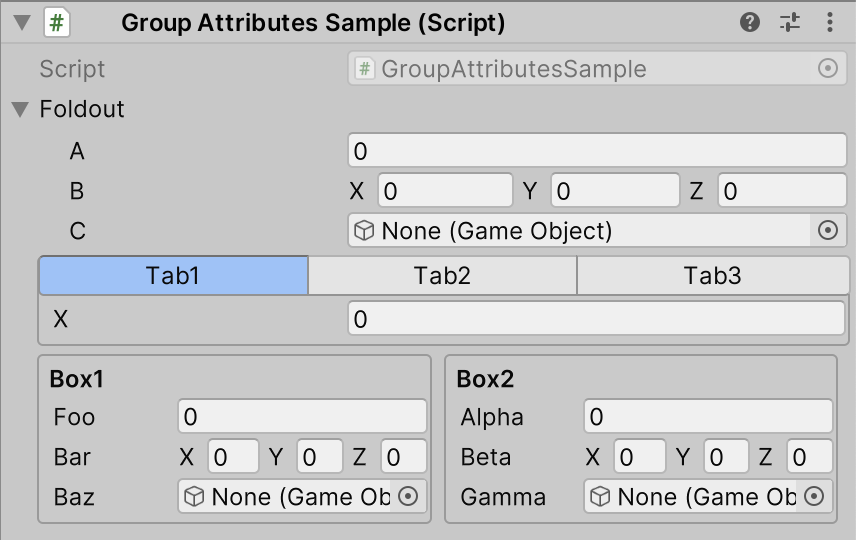 # Group Attributes Sample (Script)
Script # GroupAttributesSample
Foldout
A 0
B X 0 Y 0 Z 0
C None (Game Object)
Tab1 Tab2 Tab3
X 0
Box1
Foo 0
Bar X 0 Y 0 Z 0
Baz None (Game Ob
Box2
Alpha 0
Beta X 0 Y 0 Z 0
Gamma None (Game Ob